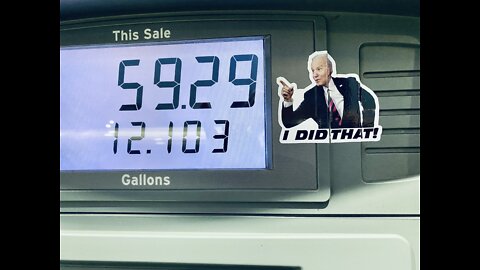 This Sale
59.29
12.103
Gallons
I DID THAT!